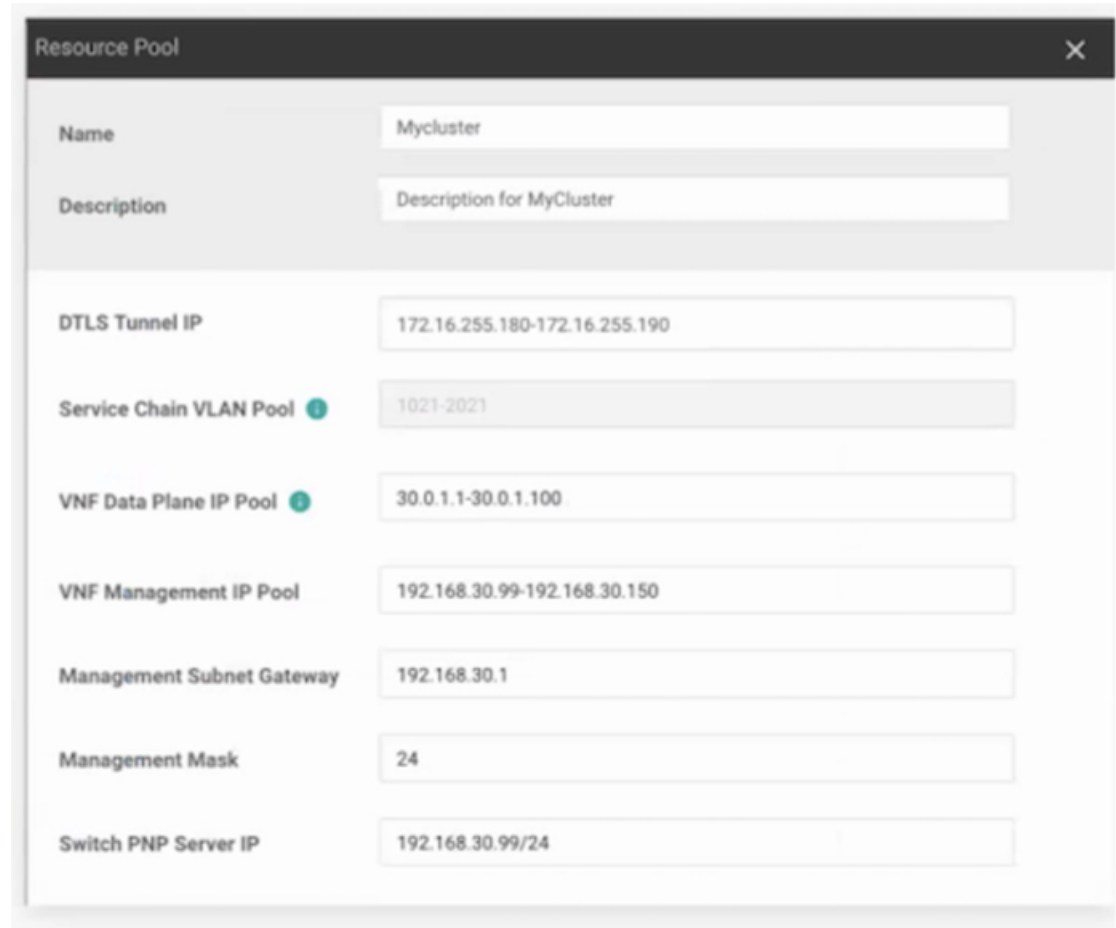 Resource Pool
Name
Mycluster
Description
Description for MyCluster
DTLS Tunnel IP
172.16.255.180-172.16.255.190
Service Chain VLAN Pool
1021-2021
VNF Data Plane IP Pool
30.0.1.1-30.0.1.100
VNF Management IP Pool
192.168.30.99-192.168.30.150
Management Subnet Gateway
192.168.30.1
Management Mask
24
Switch PNP Server IP
192.168.30.99/24